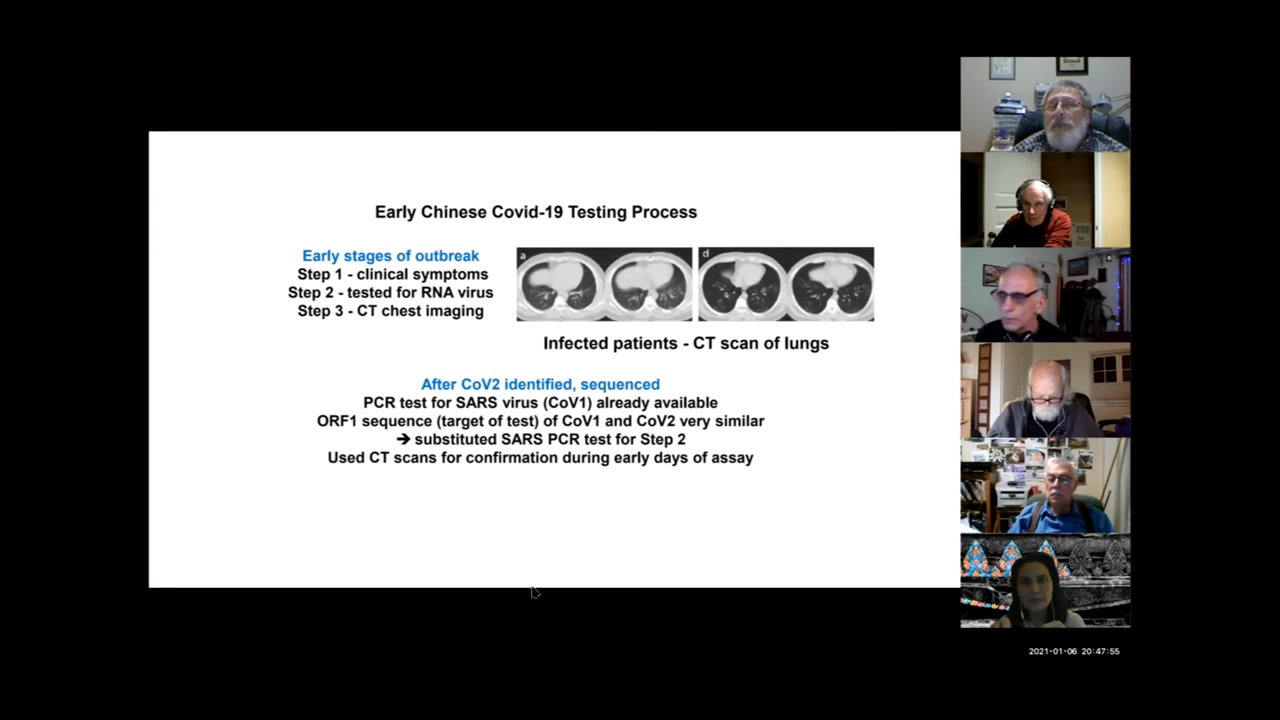 Early Chinese Covid-19 Testing Process
Early stages of outbreak
Step 1 - clinical symptoms
Step 2 - tested for RNA virus
Step 3 - CT chest imaging
a
d
Infected patients - CT scan of lungs
After CoV2 identified, sequenced
PCR test for SARS virus (CoV1) already available
ORF1 sequence (target of test) of CoV1 and CoV2 very similar
➔ substituted SARS PCR test for Step 2
Used CT scans for confirmation during early days of assay
2021-01-06 20:47:55